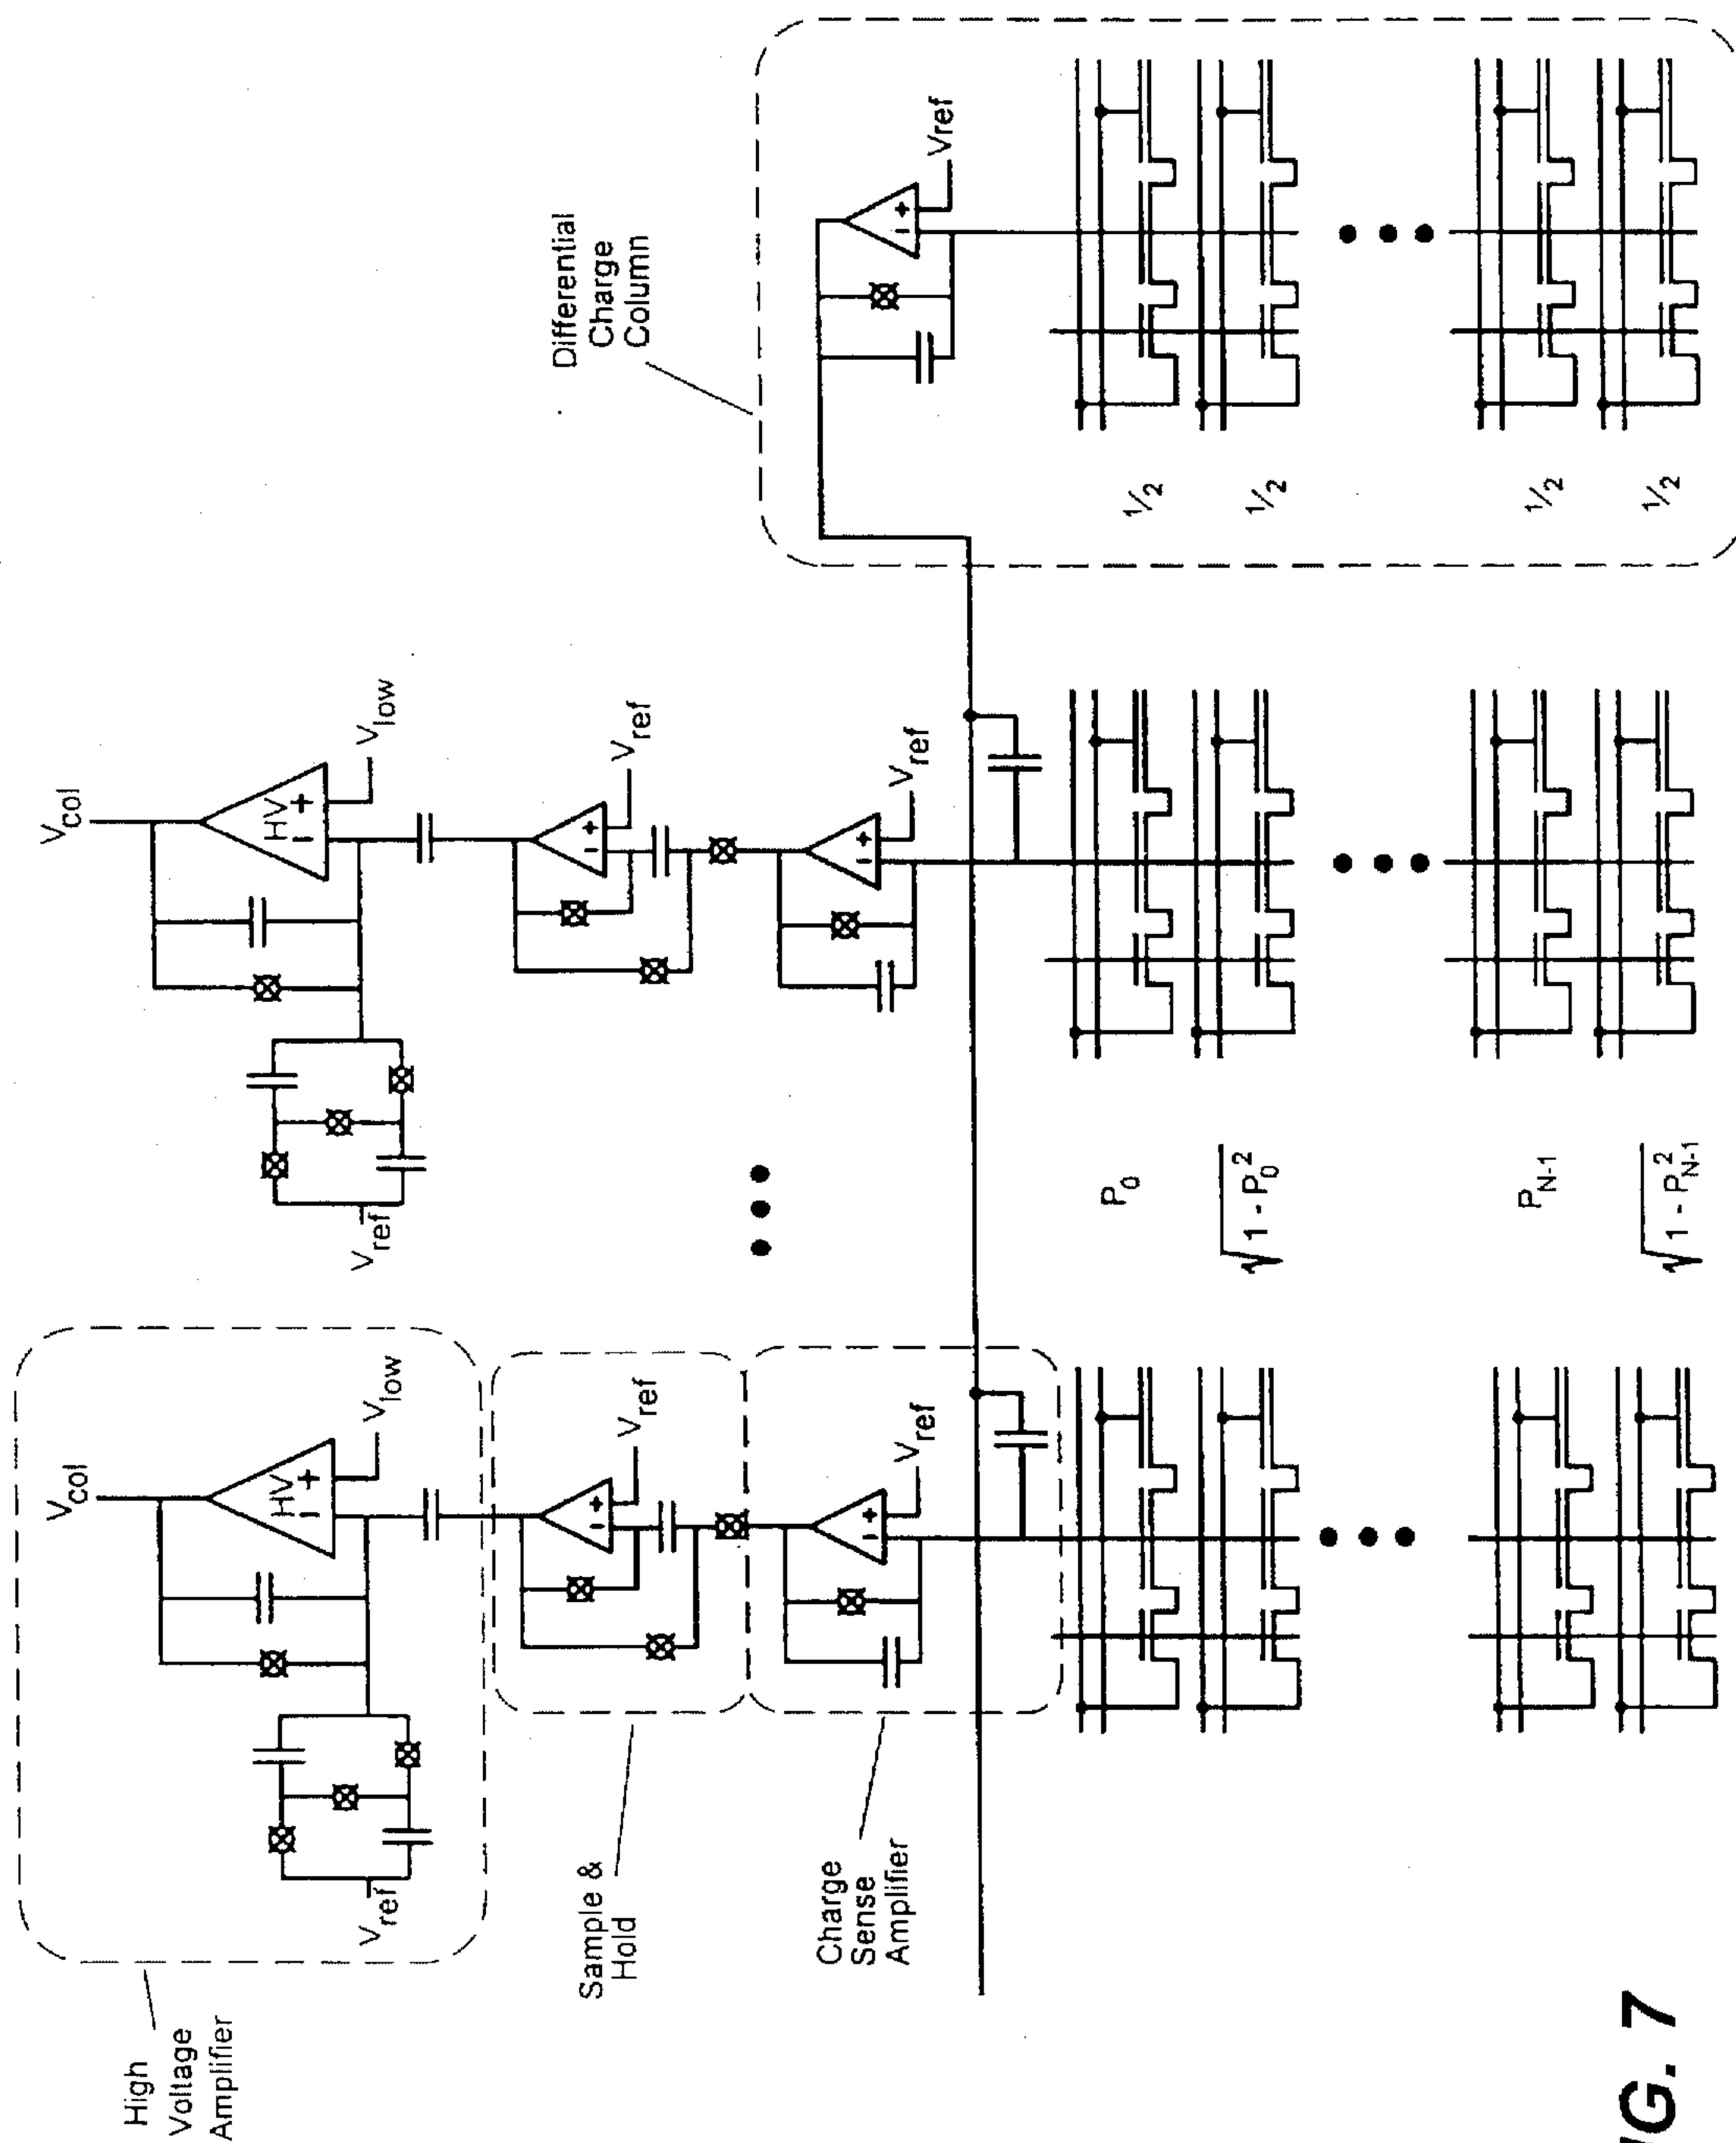 High
Voltage
Amplifier
V_col
HV
- +
V_low
V_ref
Sample &
Hold
- +
V_ref
Charge
Sense
Amplifier
- +
V_ref
V_col
HV
- +
V_low
V_ref
- +
V_ref
- +
V_ref
Differential
Charge
Column
- +
Vref
P_0
√1 - P_0^2
P_N-1
√1 - P_N-1^2
1/2
1/2
1/2
1/2
IG. 7